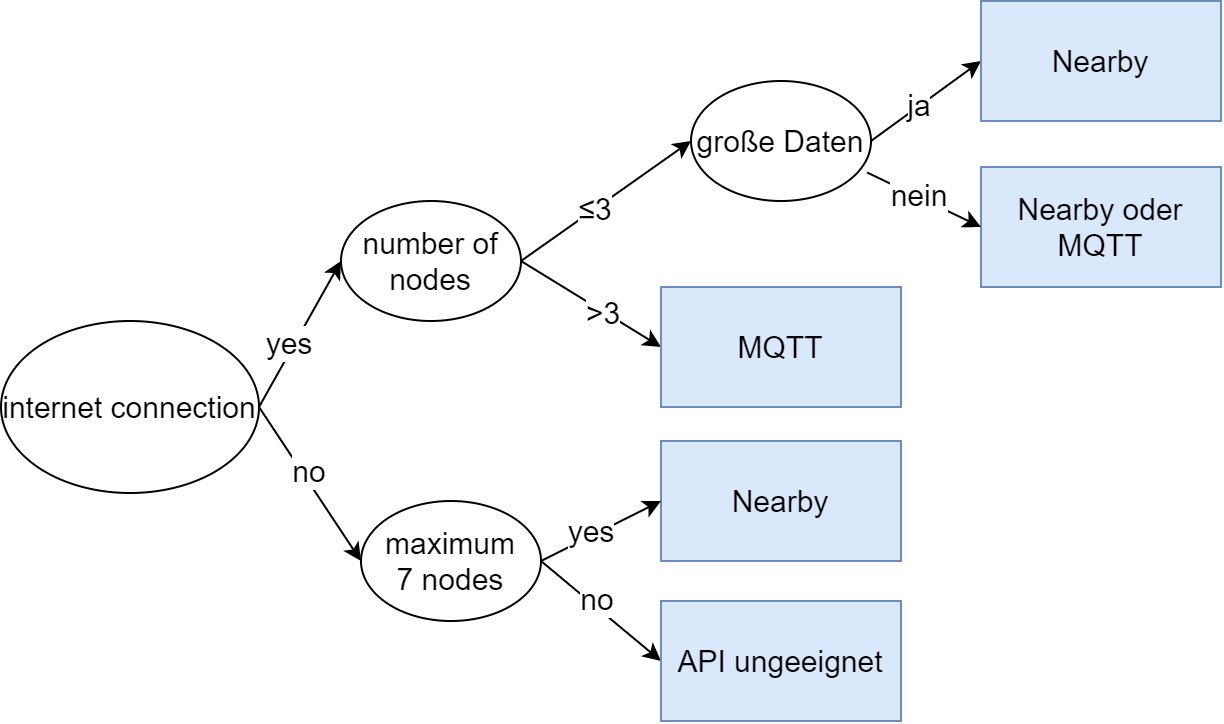 internet connection
yes
no
number of
nodes
≤3
>3
große Daten
ja
nein
Nearby
Nearby oder
MQTT
MQTT
maximum
7 nodes
yes
no
Nearby
API ungeeignet